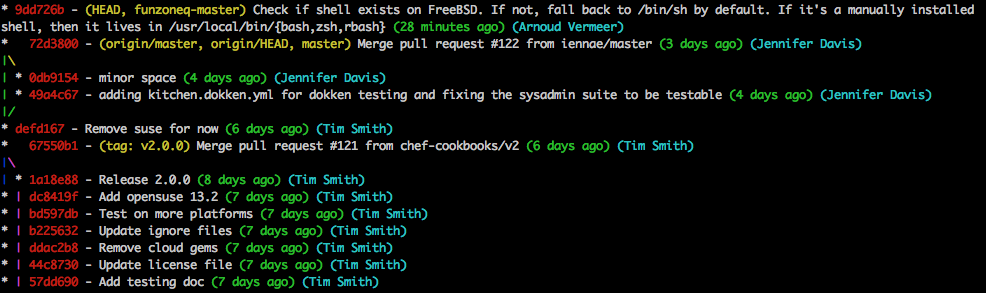 * 9dd726b - (HEAD, funzoneq-master) Check if shell exists on FreeBSD. If not, fall back to /bin/sh by default. If it's a manually installed
shell, then it lives in /usr/local/bin/{bash,zsh,rbash} (28 minutes ago) (Arnoud Vermeer)
*   72d3800 - (origin/master, origin/HEAD, master) Merge pull request #122 from iennae/master (3 days ago) (Jennifer Davis)
|\
| * 0db9154 - minor space (4 days ago) (Jennifer Davis)
| * 49a4c67 - adding kitchen.dokken.yml for dokken testing and fixing the sysadmin suite to be testable (4 days ago) (Jennifer Davis)
|/
* defd167 - Remove suse for now (6 days ago) (Tim Smith)
*   67550b1 - (tag: v2.0.0) Merge pull request #121 from chef-cookbooks/v2 (6 days ago) (Tim Smith)
|\
| * 1a18e88 - Release 2.0.0 (8 days ago) (Tim Smith)
* | dc8419f - Add opensuse 13.2 (7 days ago) (Tim Smith)
* | bd597db - Test on more platforms (7 days ago) (Tim Smith)
* | b225632 - Update ignore files (7 days ago) (Tim Smith)
* | ddac2b8 - Remove cloud gems (7 days ago) (Tim Smith)
* | 44c8730 - Update license file (7 days ago) (Tim Smith)
* | 57dd690 - Add testing doc (7 days ago) (Tim Smith)